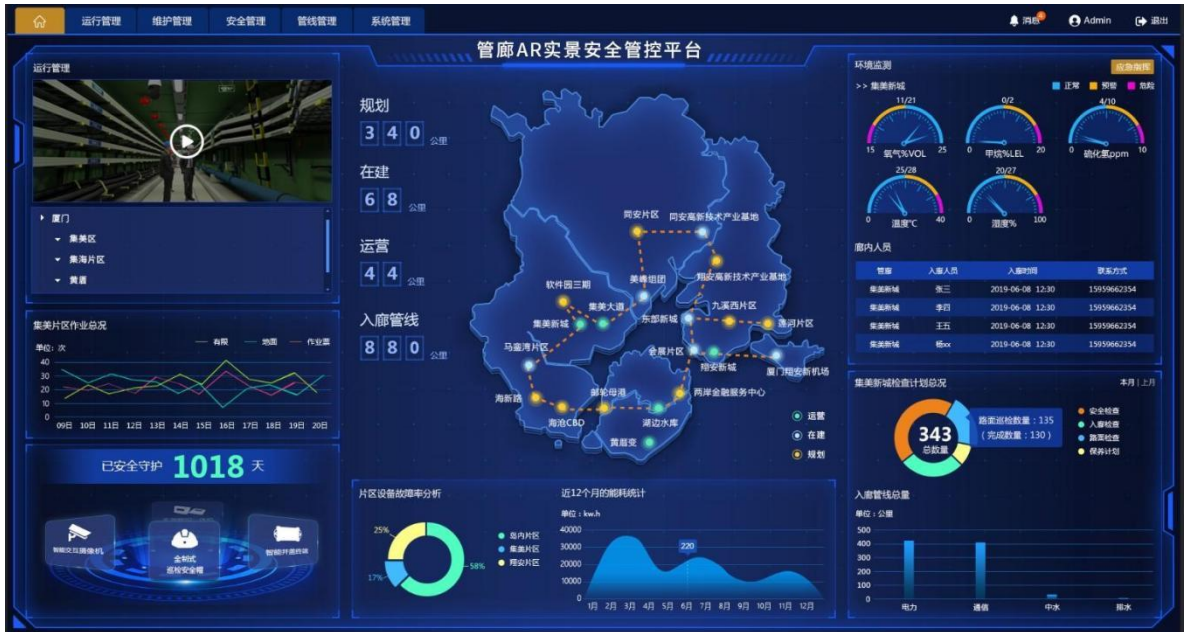 运行管理 维护管理 安全管理 管线管理 系统管理
消息 Admin 退出
管廊AR实景安全管控平台
运行管理
厦门
集美区
集海片区
黄厝
集美片区作业总况
单位：次
有限 地面 作业票
40
30
20
10
0
09日 10日 11日 12日 13日 14日 15日 16日 17日 18日 19日 20日
已安全守护 1018 天
智能交互摄像机
全制式
巡检安全帽
智能井盖终端
规划
340 公里
在建
68 公里
运营
44 公里
入廊管线
880 公里
同安片区 同安高新技术产业基地
美峰组团 翔安高新技术产业基地
软件园三期
集美大道 九溪西片区
集美新城 东部新城 莲河片区
马銮湾片区 会展片区
翔安新城 厦门翔安新机场
海新路 邮轮母港 两岸金融服务中心
海沧CBD 湖边水库
黄厝变
运营
在建
规划
片区设备故障率分析
25%
17%
58%
岛内片区
集美片区
翔安片区
近12个月的能耗统计
单位：kw.h
40000
30000
20000
10000
0
220
1月 2月 3月 4月 5月 6月 7月 8月 9月 10月 11月 12月
环境监测
应急指挥
>> 集美新城
正常 预警 危险
11/21 0/2 4/10
15 氧气%VOL 25 0 甲烷%LEL 20 0 硫化氢ppm 10
25/28 20/27
0 温度°C 40 0 湿度% 100
廊内人员
管廊 入廊人员 入廊时间 联系方式
集美新城 张三 2019-06-08 12:30 15959662354
集美新城 李四 2019-06-08 12:30 15959662354
集美新城 王五 2019-06-08 12:30 15959662354
集美新城 杨xx 2019-06-08 12:30 15959662354
集美新城检查计划总况
本月 | 上月
343
总数量
路面巡检数量：135
（完成数量：130）
安全检查
入廊检查
路面检查
保养计划
入廊管线总量
单位：公里
500
400
300
200
100
0
电力 通信 中水 排水